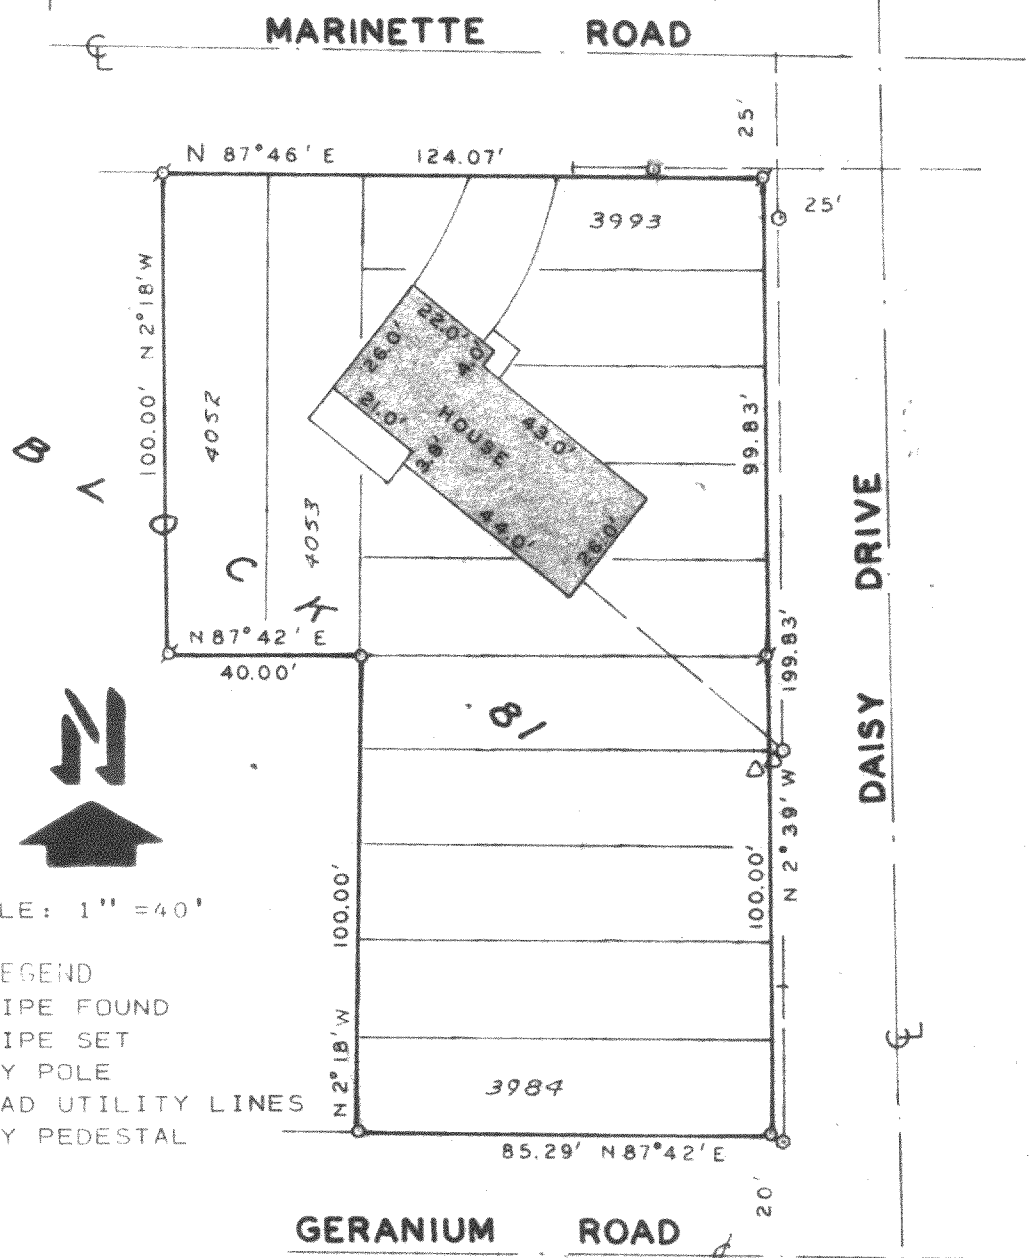 MARINETTE ROAD
25'
N 87°46' E 124.07'
25'
3993
100.00' N 2°18'W
22.0'
4.0'
26.0'
21.0'
HOUSE
43.0'
3.8'
44.0'
26.0'
4052
4053
99.83'
B
L
O
C
K
81
N 87°42' E
40.00'
199.83'
N 2°39' W
DAISY DRIVE
100.00'
N 2°18'W
100.00'
LE: 1" =40'
EGEND
IPE FOUND
IPE SET
Y POLE
AD UTILITY LINES
Y PEDESTAL
3984
85.29' N 87°42' E
20'
GERANIUM ROAD